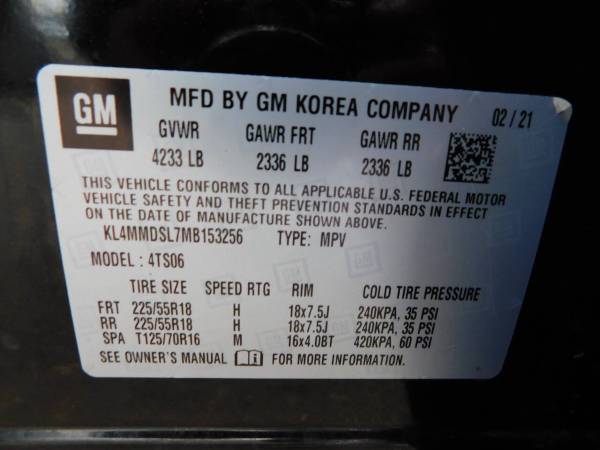 GM
MFD BY GM KOREA COMPANY 02/21
GVWR GAWR FRT GAWR RR
4233 LB 2336 LB 2336 LB
THIS VEHICLE CONFORMS TO ALL APPLICABLE U.S. FEDERAL MOTOR
VEHICLE SAFETY AND THEFT PREVENTION STANDARDS IN EFFECT
ON THE DATE OF MANUFACTURE SHOWN ABOVE.
KL4MMDSL7MB153256 TYPE: MPV
MODEL: 4TS06
TIRE SIZE SPEED RTG RIM COLD TIRE PRESSURE
FRT 225/55R18 H 18x7.5J 240KPA, 35 PSI
RR 225/55R18 H 18x7.5J 240KPA, 35 PSI
SPA T125/70R16 M 16x4.0BT 420KPA, 60 PSI
SEE OWNER'S MANUAL FOR MORE INFORMATION.